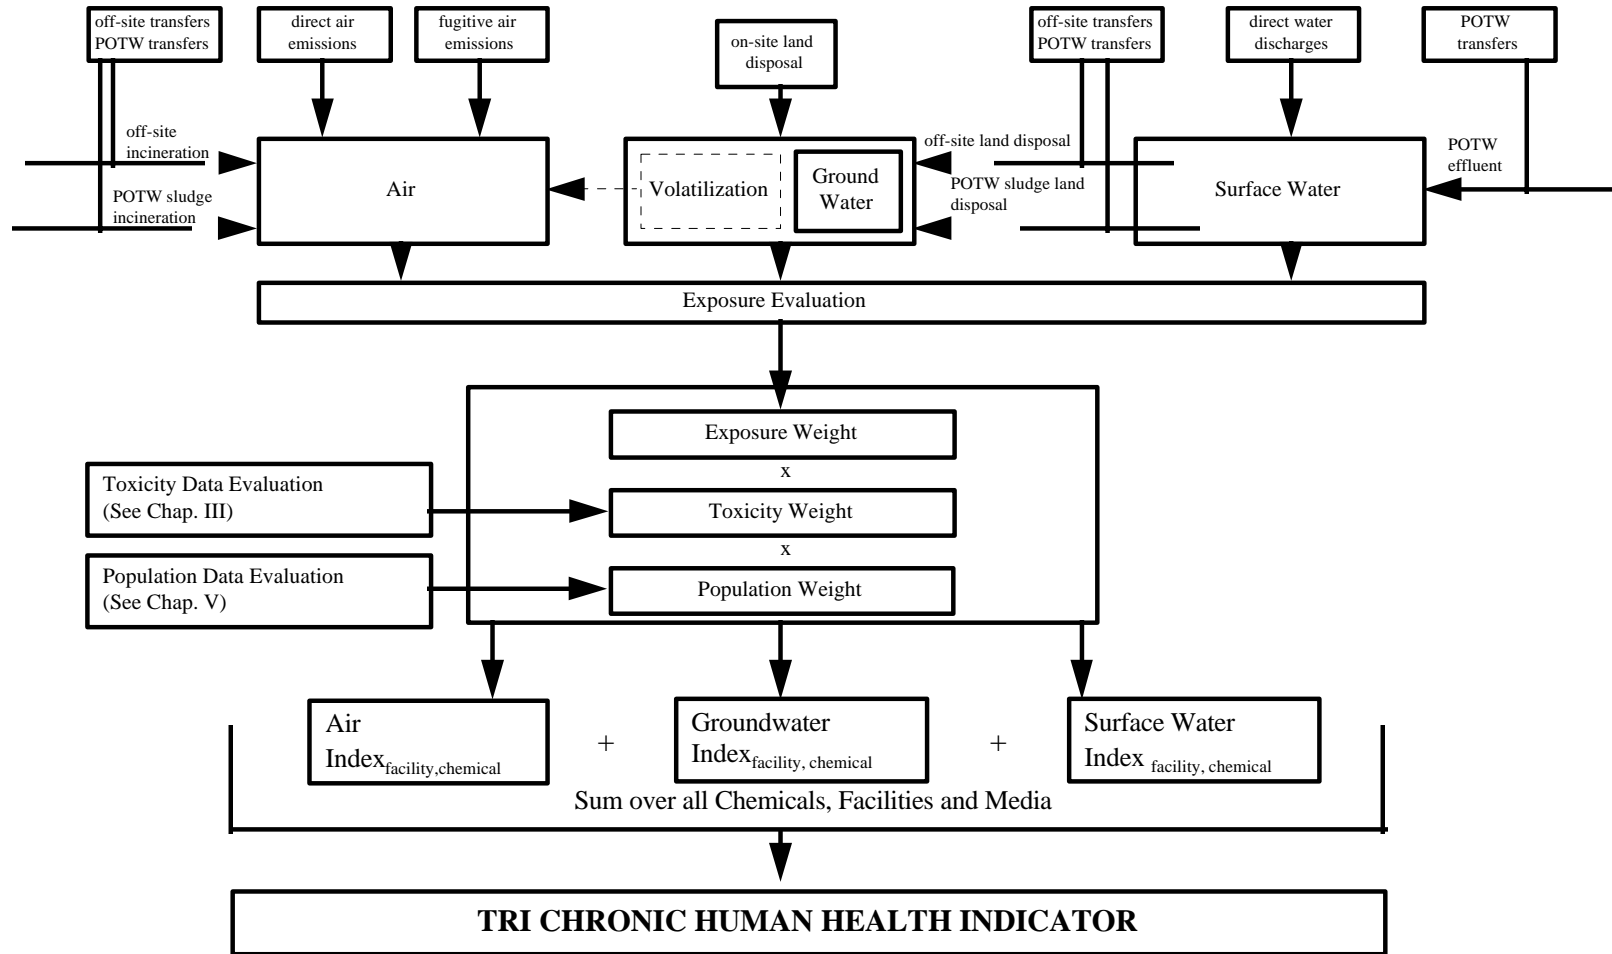 off-site transfers
POTW transfers
direct air
emissions
fugitive air
emissions
on-site land
disposal
off-site transfers
POTW transfers
direct water
discharges
POTW
transfers
off-site
incineration
POTW sludge
incineration
Air
Volatilization
Ground
Water
off-site land disposal
POTW sludge land
disposal
Surface Water
POTW
effluent
Exposure Evaluation
Exposure Weight
x
Toxicity Data Evaluation
(See Chap. III)
Toxicity Weight
x
Population Data Evaluation
(See Chap. V)
Population Weight
Air
Index facility,chemical
+
Groundwater
Index facility, chemical
+
Surface Water
Index facility, chemical
Sum over all Chemicals, Facilities and Media
TRI CHRONIC HUMAN HEALTH INDICATOR